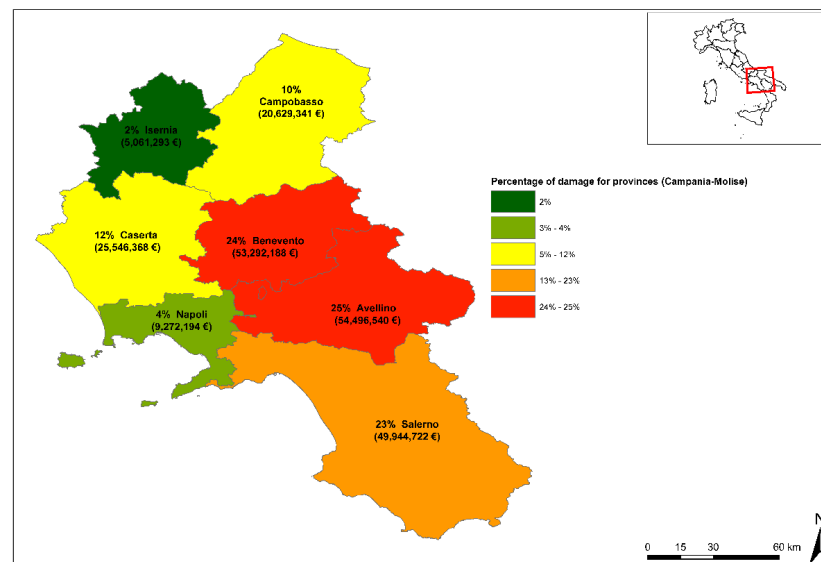 10%
Campobasso
(20,629,341 €)
2% Isernia
(5,061,293 €)
Percentage of damage for provinces (Campania-Molise)
2%
3% - 4%
5% - 12%
13% - 23%
24% - 25%
12% Caserta
(25,546,368 €)
24% Benevento
(53,292,188 €)
25% Avellino
(54,496,540 €)
4% Napoli
(9,272,194 €)
23% Salerno
(49,944,722 €)
N
0 15 30 60 km